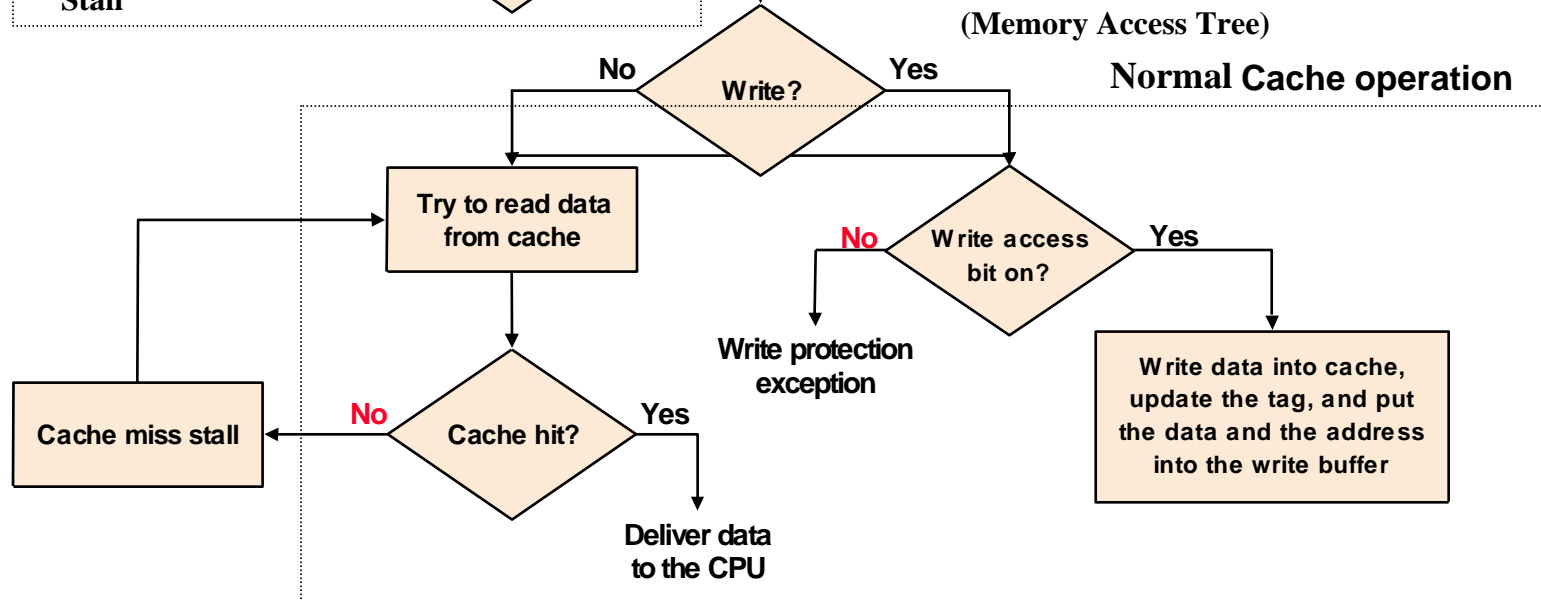 Stall
(Memory Access Tree)
Normal Cache operation
No
Write?
Yes
Try to read data
from cache
No
Write access
bit on?
Yes
Write protection
exception
Write data into cache,
update the tag, and put
the data and the address
into the write buffer
Cache miss stall
No
Cache hit?
Yes
Deliver data
to the CPU